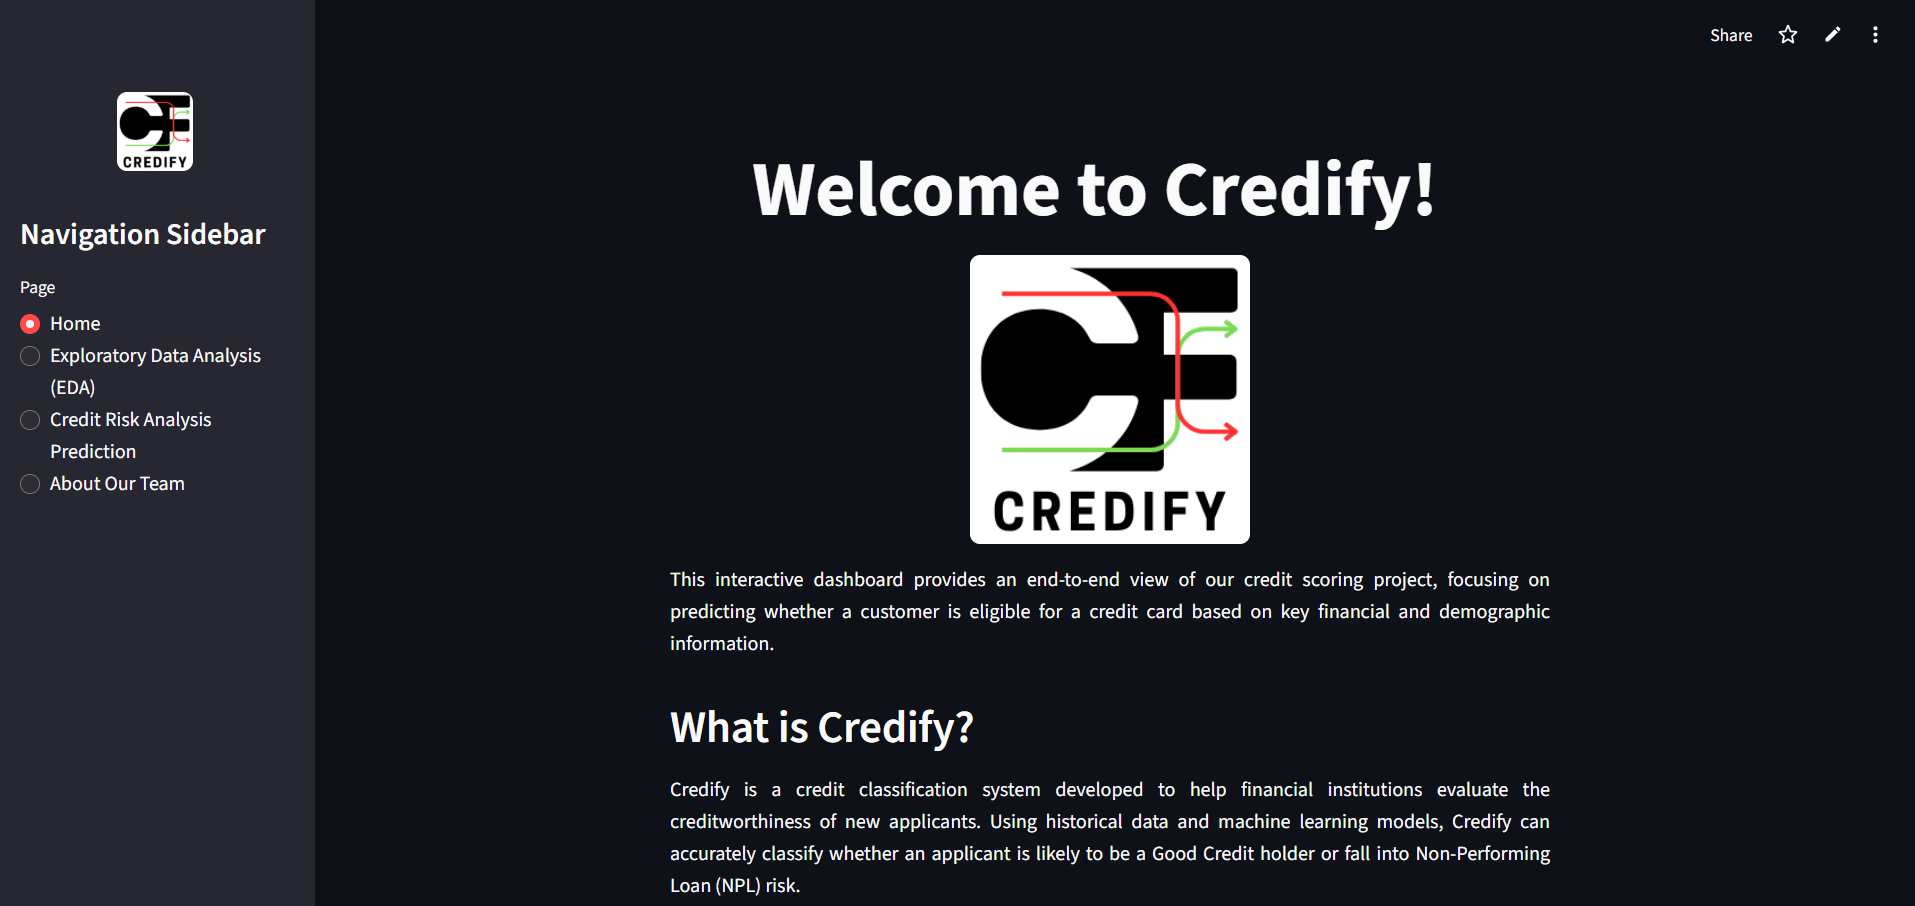 Share
CREDIFY
Navigation Sidebar
Page
Home
Exploratory Data Analysis
(EDA)
Credit Risk Analysis
Prediction
About Our Team
Welcome to Credify!
CREDIFY
This interactive dashboard provides an end-to-end view of our credit scoring project, focusing on
predicting whether a customer is eligible for a credit card based on key financial and demographic
information.
What is Credify?
Credify is a credit classification system developed to help financial institutions evaluate the
creditworthiness of new applicants. Using historical data and machine learning models, Credify can
accurately classify whether an applicant is likely to be a Good Credit holder or fall into Non-Performing
Loan (NPL) risk.